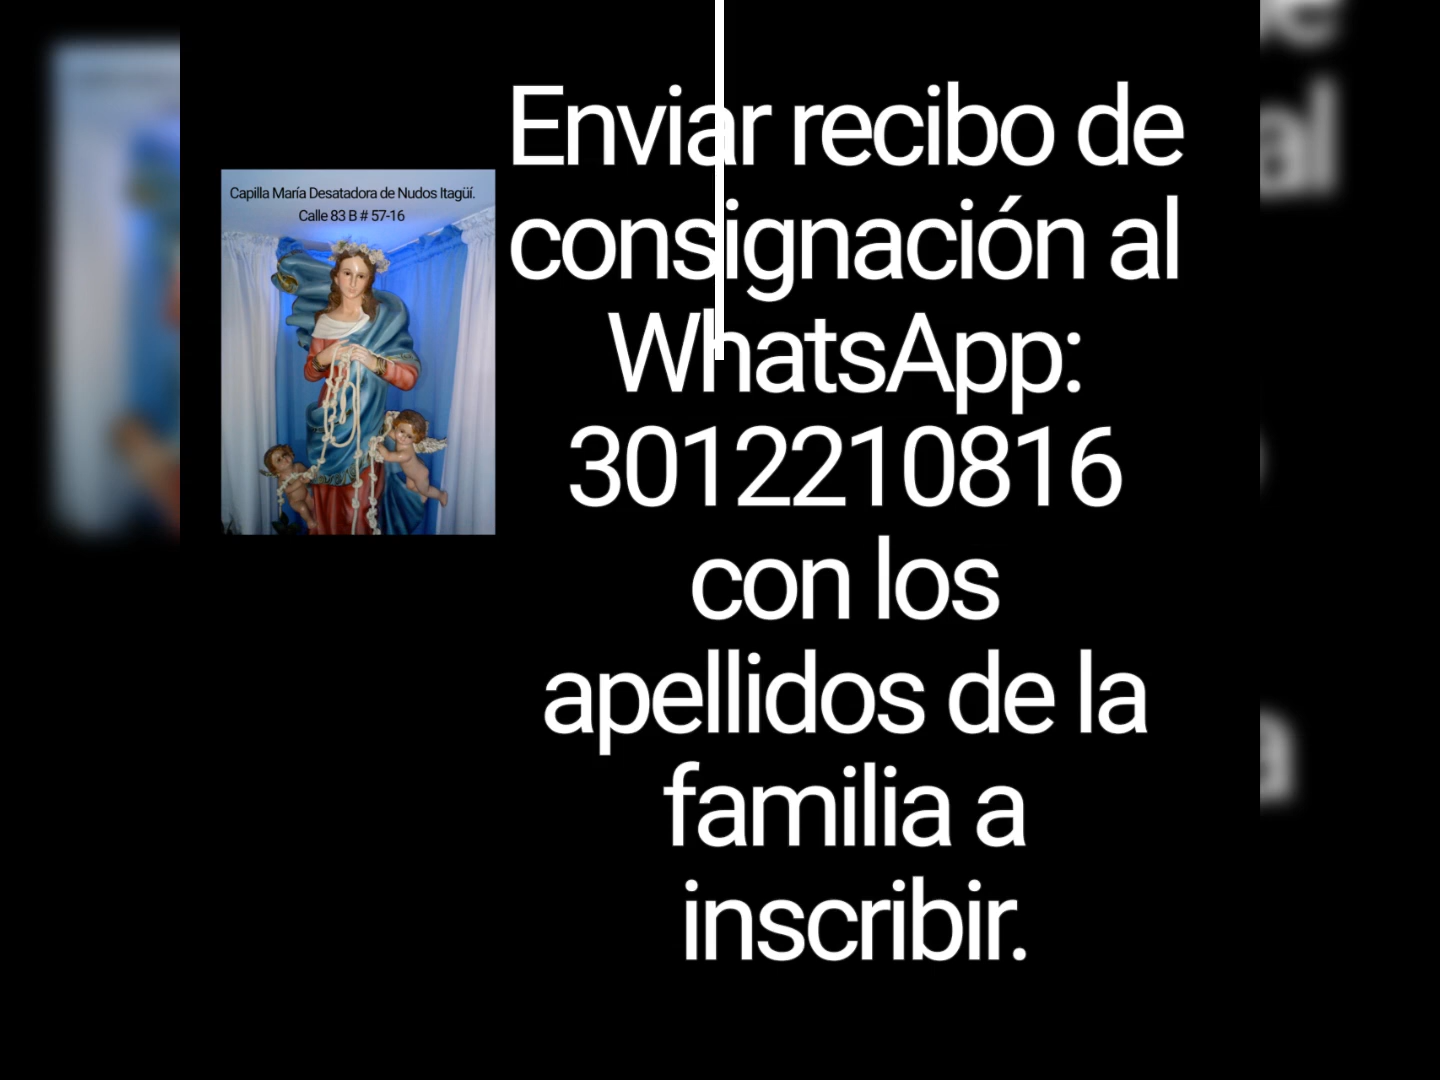 Capilla María Desatadora de Nudos Itagüí.
Calle 83 B # 57-16
Enviar recibo de
consignación al
WhatsApp:
3012210816
con los
apellidos de la
familia a
inscribir.